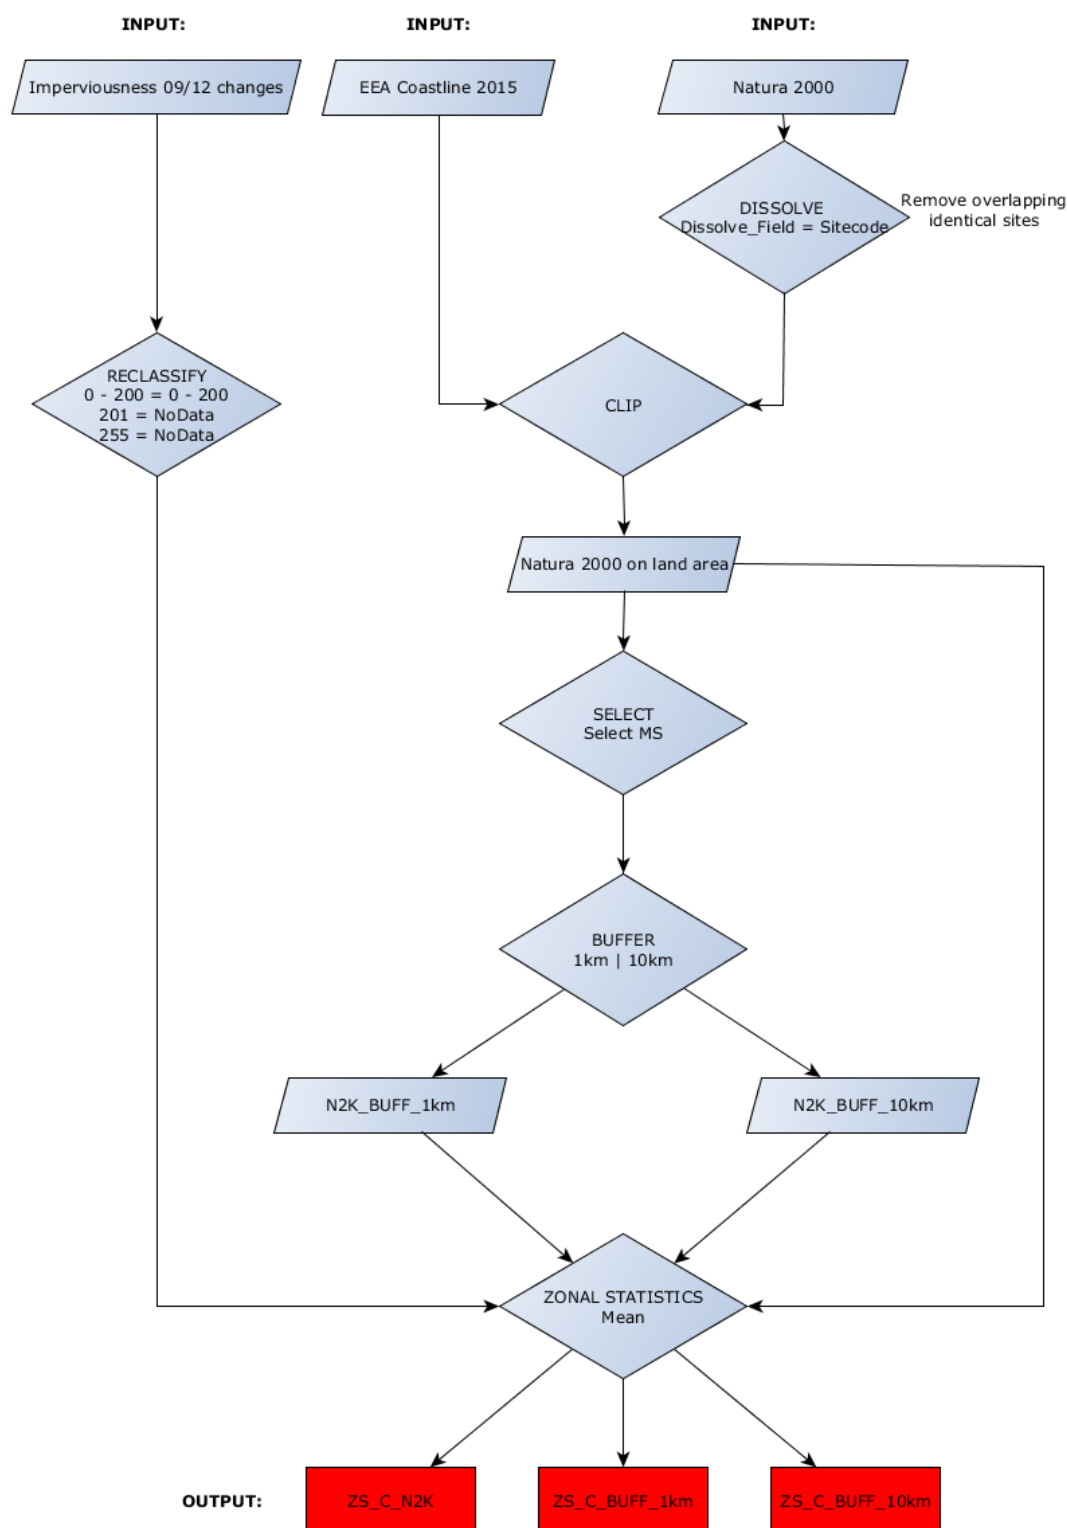 INPUT:
INPUT:
INPUT:
Imperviousness 09/12 changes
EEA Coastline 2015
Natura 2000
DISSOLVE
Dissolve_Field = Sitecode
Remove overlapping
identical sites
RECLASSIFY
0 - 200 = 0 - 200
201 = NoData
255 = NoData
CLIP
Natura 2000 on land area
SELECT
Select MS
BUFFER
1km | 10km
N2K_BUFF_1km
N2K_BUFF_10km
ZONAL STATISTICS
Mean
OUTPUT:
ZS_C_N2K
ZS_C_BUFF_1km
ZS_C_BUFF_10km